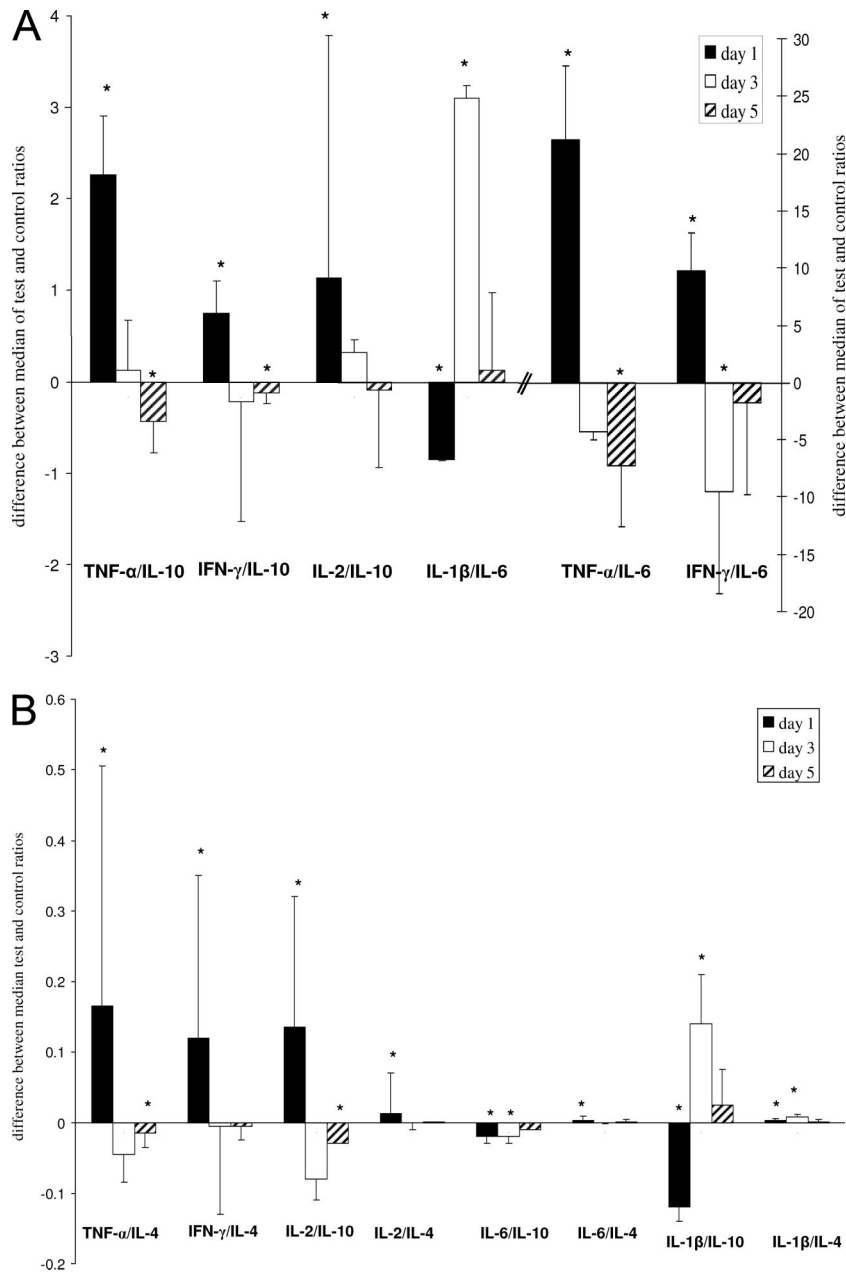 A
difference between median of test and control ratios
4
3
2
1
0
-1
-2
-3
* * * * * * * * * * * *
day 1
day 3
day 5
30
25
20
15
10
5
0
-5
-10
-15
-20
difference between median of test and control ratios
TNF-α/IL-10 IFN-γ/IL-10 IL-2/IL-10 IL-1β/IL-6 TNF-α/IL-6 IFN-γ/IL-6
B
difference between median test and control ratios
0.6
0.5
0.4
0.3
0.2
0.1
0
-0.1
-0.2
* * * * * * * * * * * * *
day 1
day 3
day 5
TNF-α/IL-4 IFN-γ/IL-4 IL-2/IL-10 IL-2/IL-4 IL-6/IL-10 IL-6/IL-4 IL-1β/IL-10 IL-1β/IL-4